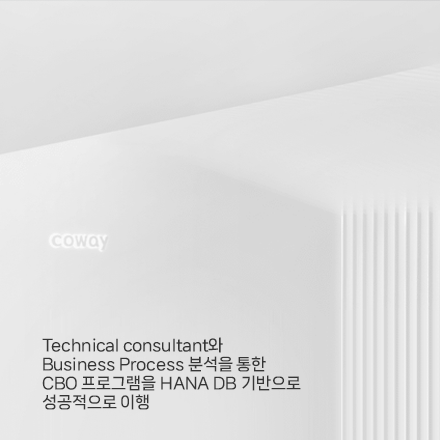 coway
Technical consultant와
Business Process 분석을 통한
CBO 프로그램을 HANA DB 기반으로
성공적으로 이행